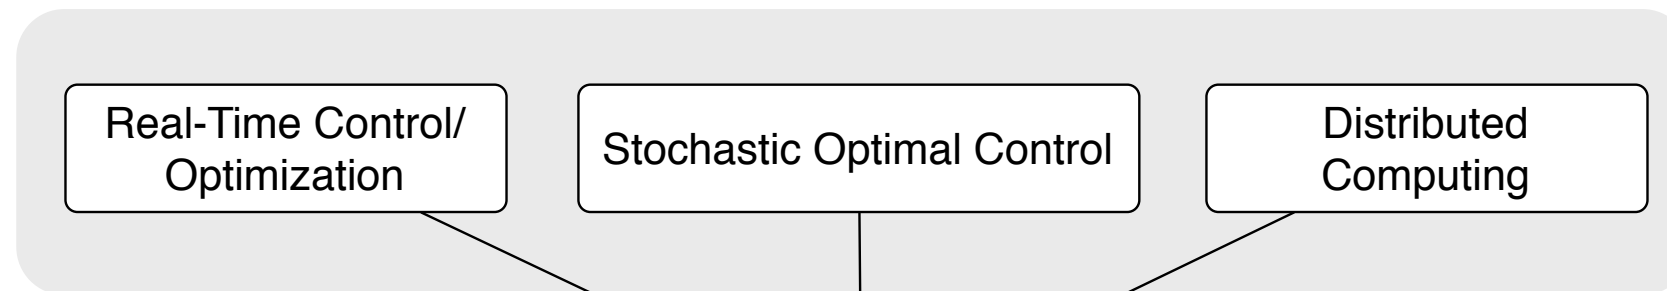 Real-Time Control/
Optimization
Stochastic Optimal Control
Distributed
Computing